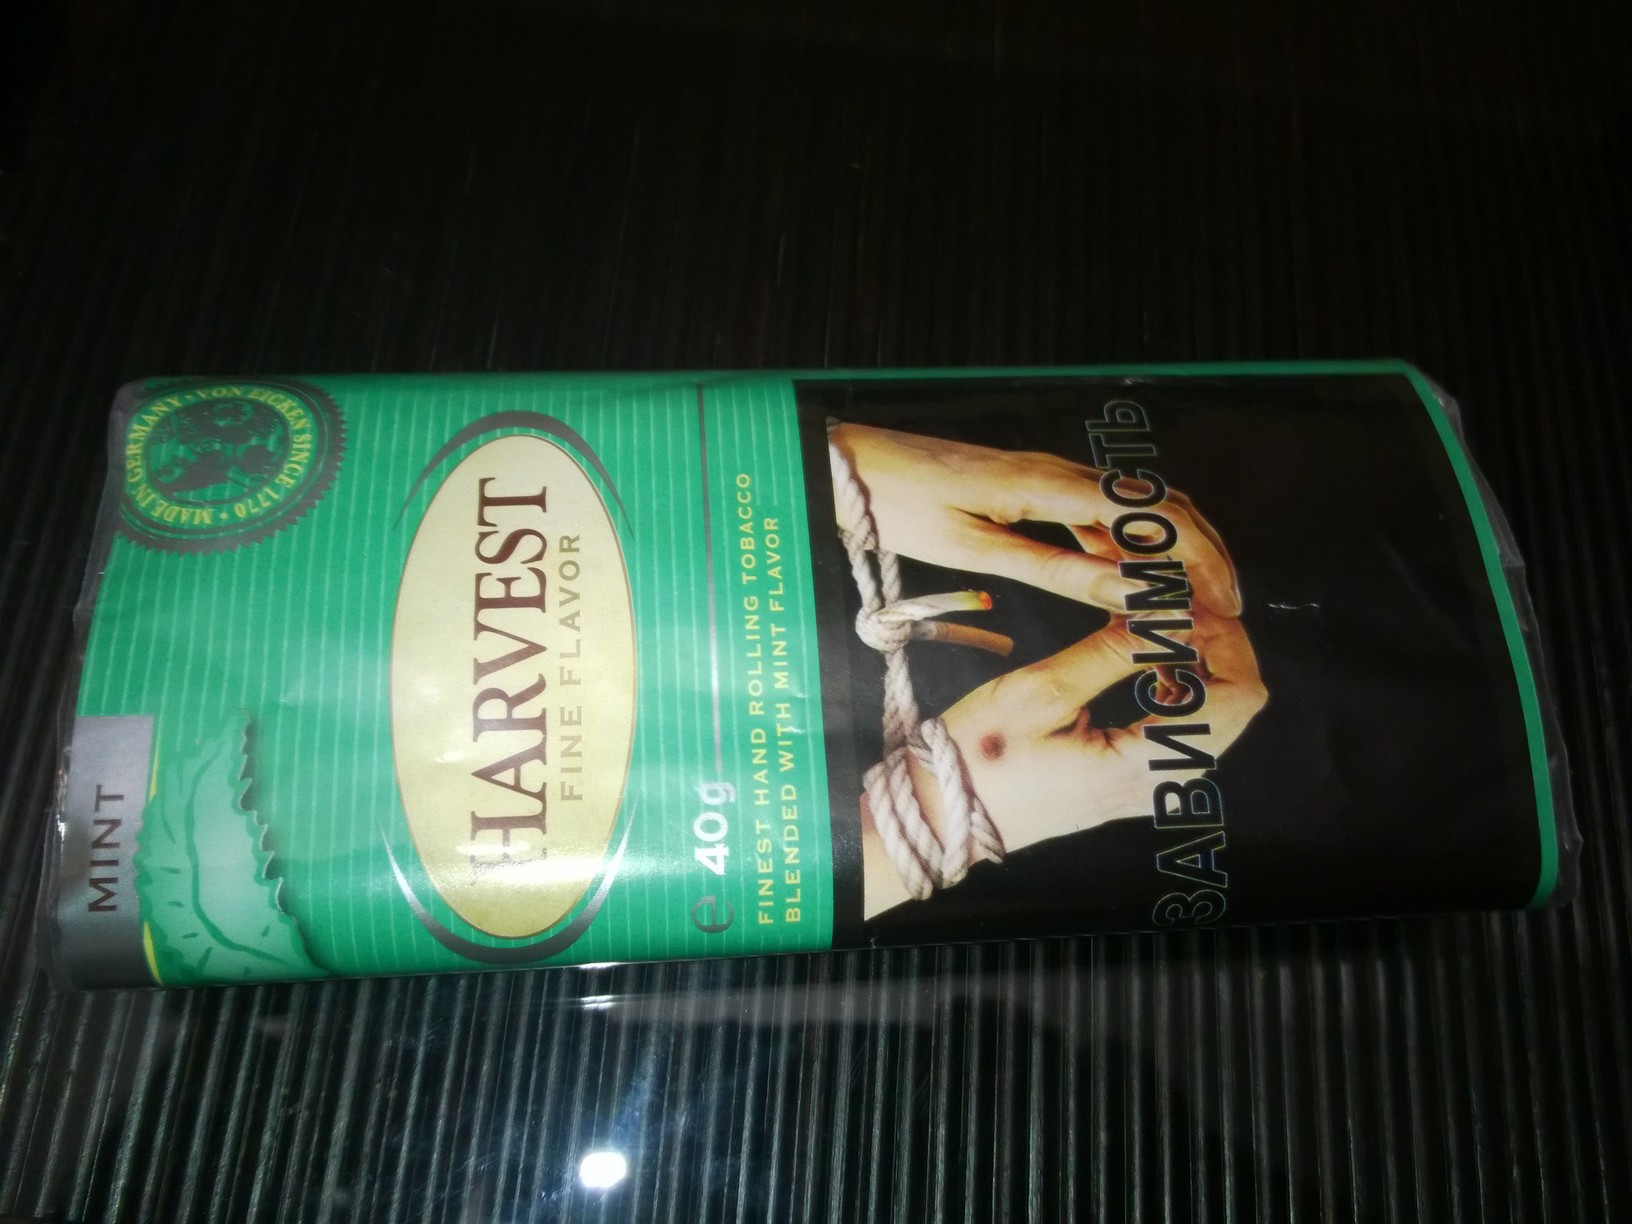 MADE IN GERMANY • VON EICKEN SINCE 1770 •
MINT
HARVEST
FINE FLAVOR
e 40g
FINEST HAND ROLLING TOBACCO
BLENDED WITH MINT FLAVOR
ЗАВИСИМОСТЬ